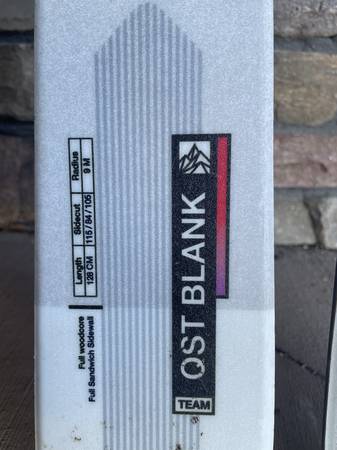 Length Sidecut Radius
128 CM 115 / 84 / 105 9 M
Full woodcore
Full Sandwich Sidewall
QST BLANK
TEAM